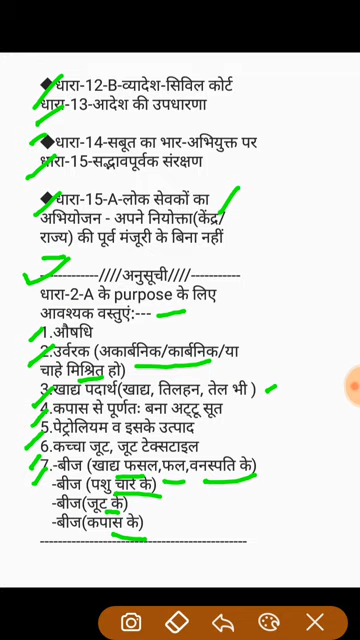 ◆धारा-12-B-व्यादेश-सिविल कोर्ट
धारा-13-आदेश की उपधारणा
◆धारा-14-सबूत का भार-अभियुक्त पर
धारा-15-सद्भावपूर्वक संरक्षण
◆धारा-15-A-लोक सेवकों का
अभियोजन - अपने नियोक्ता(केंद्र/
राज्य) की पूर्व मंजूरी के बिना नहीं
------------////अनुसूची////-----------
धारा-2-A के purpose के लिए
आवश्यक वस्तुएं:---
1.औषधि
2.उर्वरक (अकार्बनिक/कार्बनिक/या
चाहे मिश्रित हो)
3.खाद्य पदार्थ(खाद्य, तिलहन, तेल भी )
4.कपास से पूर्णतः बना अट्टू सूत
5.पेट्रोलियम व इसके उत्पाद
6.कच्चा जूट, जूट टेक्सटाइल
7.-बीज (खाद्य फसल,फल,वनस्पति के)
-बीज (पशु चारे के)
-बीज(जूट के)
-बीज(कपास के)
----------------------------------------------